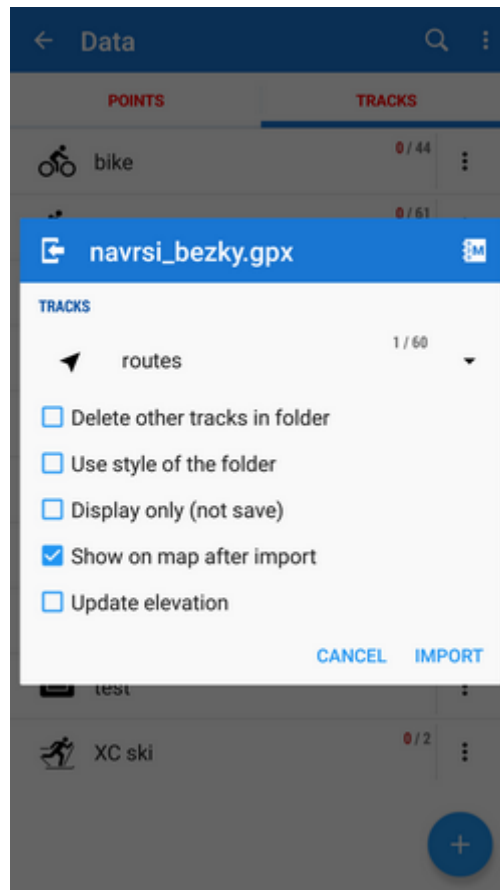 Data
POINTS
TRACKS
bike
0 / 44
0 / 61
navrsi_bezky.gpx
TRACKS
routes
1 / 60
Delete other tracks in folder
Use style of the folder
Display only (not save)
Show on map after import
Update elevation
CANCEL
IMPORT
test
XC ski
0 / 2